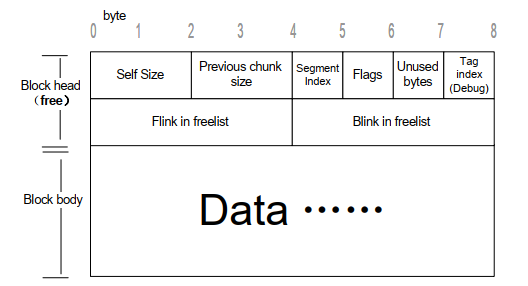 byte
0 1 2 3 4 5 6 7 8
Block head
（free）
Self Size
Previous chunk
size
Segment
Index
Flags
Unused
bytes
Tag
index
(Debug)
Flink in freelist
Blink in freelist
Block body
Data ······